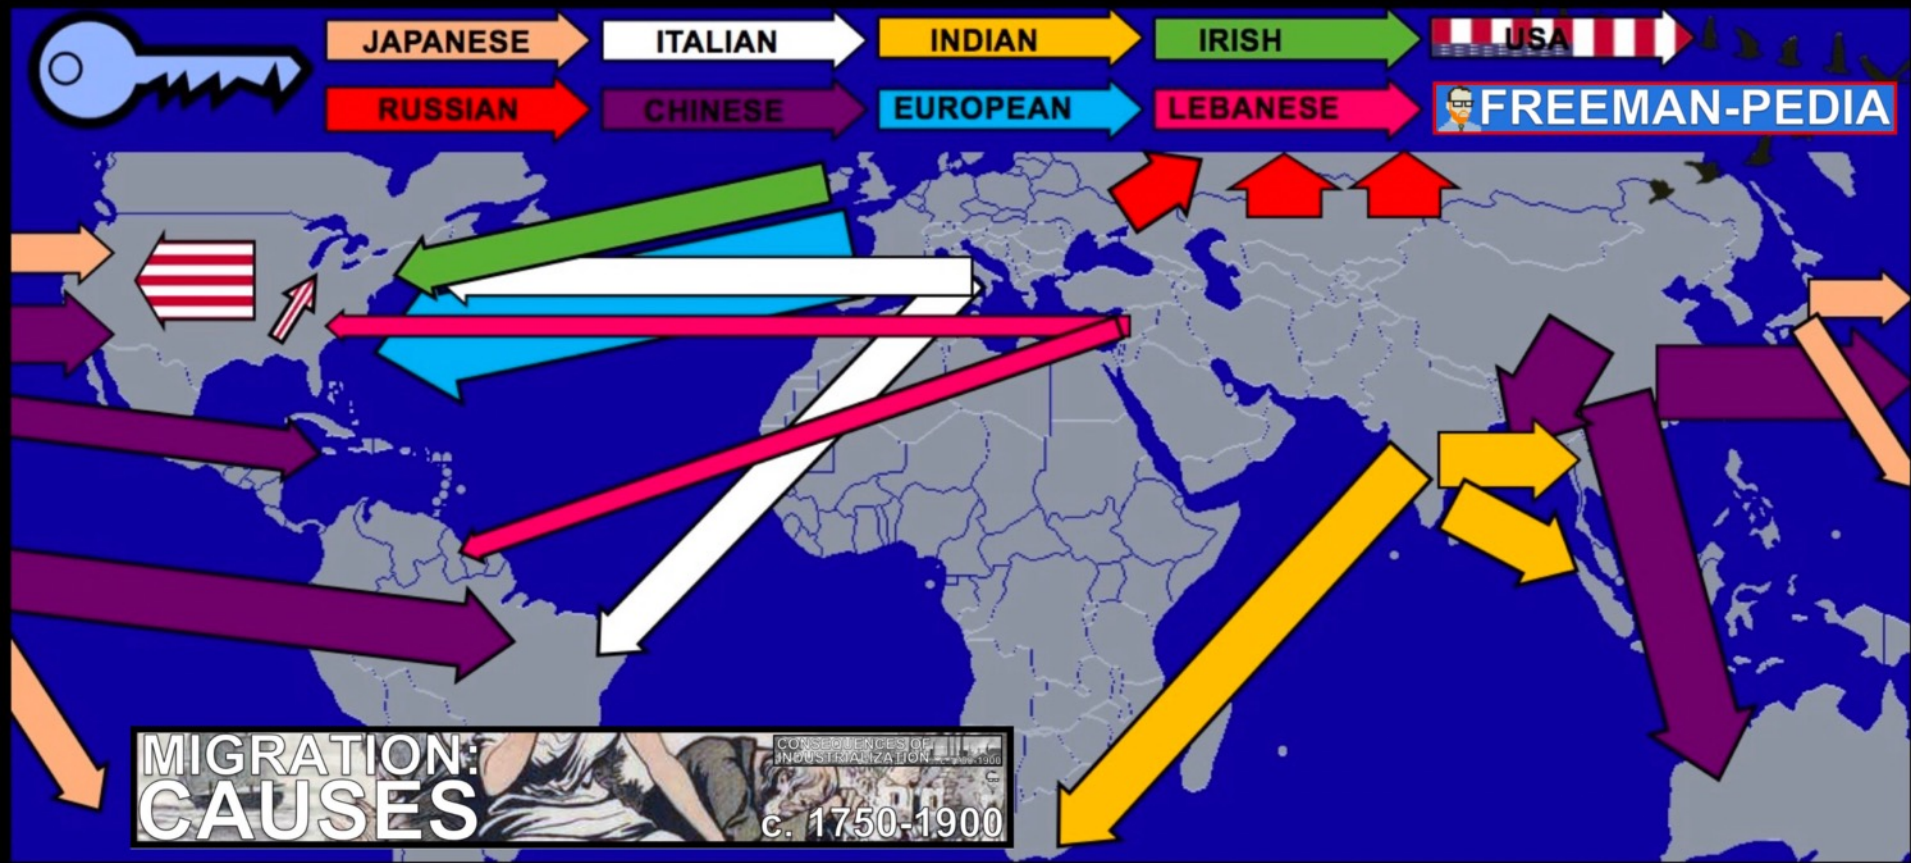 JAPANESE
ITALIAN
INDIAN
IRISH
USA
RUSSIAN
CHINESE
EUROPEAN
LEBANESE
FREEMAN-PEDIA
MIGRATION:
CAUSES
c. 1750-1900
CONSEQUENCES OF
INDUSTRIALIZATION